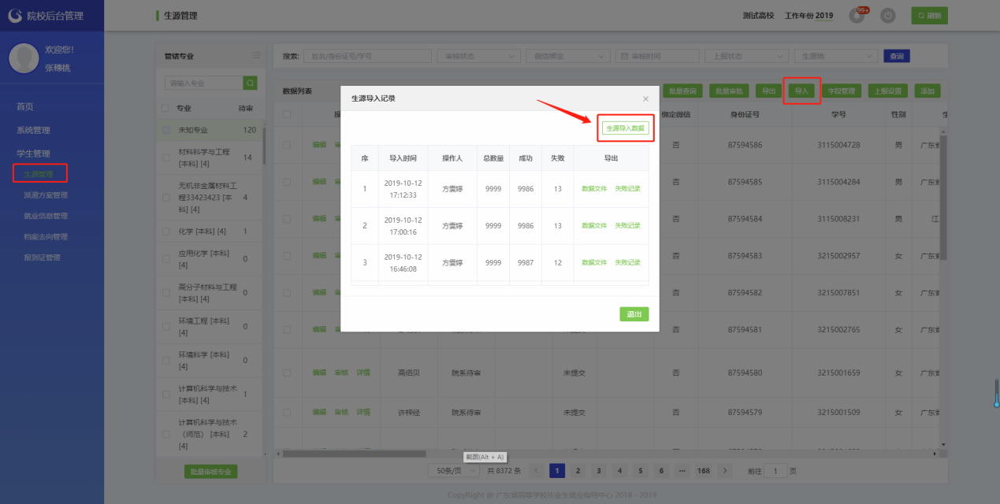 院校后台管理
生源管理
测试高校 工作年份 2019
99+
刷新
欢迎您!
张穗桃
首页
系统管理
学生管理
生源管理
派遣方案管理
就业信息管理
档案去向管理
报到证管理
管辖专业
请输入专业
专业 待审
未知专业 120
材料科学与工程
[本科] [4] 14
无机非金属材料工
程33423423 [本 4
科] [4]
化学 [本科] [4] 1
应用化学 [本科] 0
[4]
高分子材料与工程 0
[本科] [4]
环境工程 [本科] 0
[4]
环境科学 [本科] 0
[4]
计算机科学与技术 1
[本科] [4]
计算机科学与技术
(师范) [本科] 2
[4]
批量审核专业
搜索: 姓名/身份证号/学号 审核状态 微信绑定 审核时间 上报状态 生源地 查询
数据列表
批量查询 批量审批 导出 导入 字段管理 上报设置 添加
绑定微信 身份证号 学号 性别
编辑 否 87594586 3115004728 男 广东省
编辑 否 87594585 3115004284 男 广东省
编辑 否 87594584 3115008231 男 江
编辑 否 87594583 3215002957 女 广东省
编辑 否 87594582 3215007851 女 广东省
编辑 否 87594581 3215002765 女 广东省
编辑 审核 详情 高佰贝 院系待审 未提交 否 87594580 3215001659 女 广东省
编辑 审核 详情 许梓经 院系待审 未提交 否 87594579 3215001509 女 广东省
生源导入记录
×
生源导入数据
序 导入时间 操作人 总数量 成功 失败 导出
1 2019-10-12 17:12:33 方雯婷 9999 9986 13 数据文件 失败记录
2 2019-10-12 17:00:16 方雯婷 9999 9986 13 数据文件 失败记录
3 2019-10-12 16:46:08 方雯婷 9999 9987 12 数据文件 失败记录
退出
截图(Alt + A)
50条/页 共 8372 条 < 1 2 3 4 5 6 ··· 168 > 前往 1 页
CopyRight @ 广东省高等学校毕业生就业指导中心 2018 - 2019